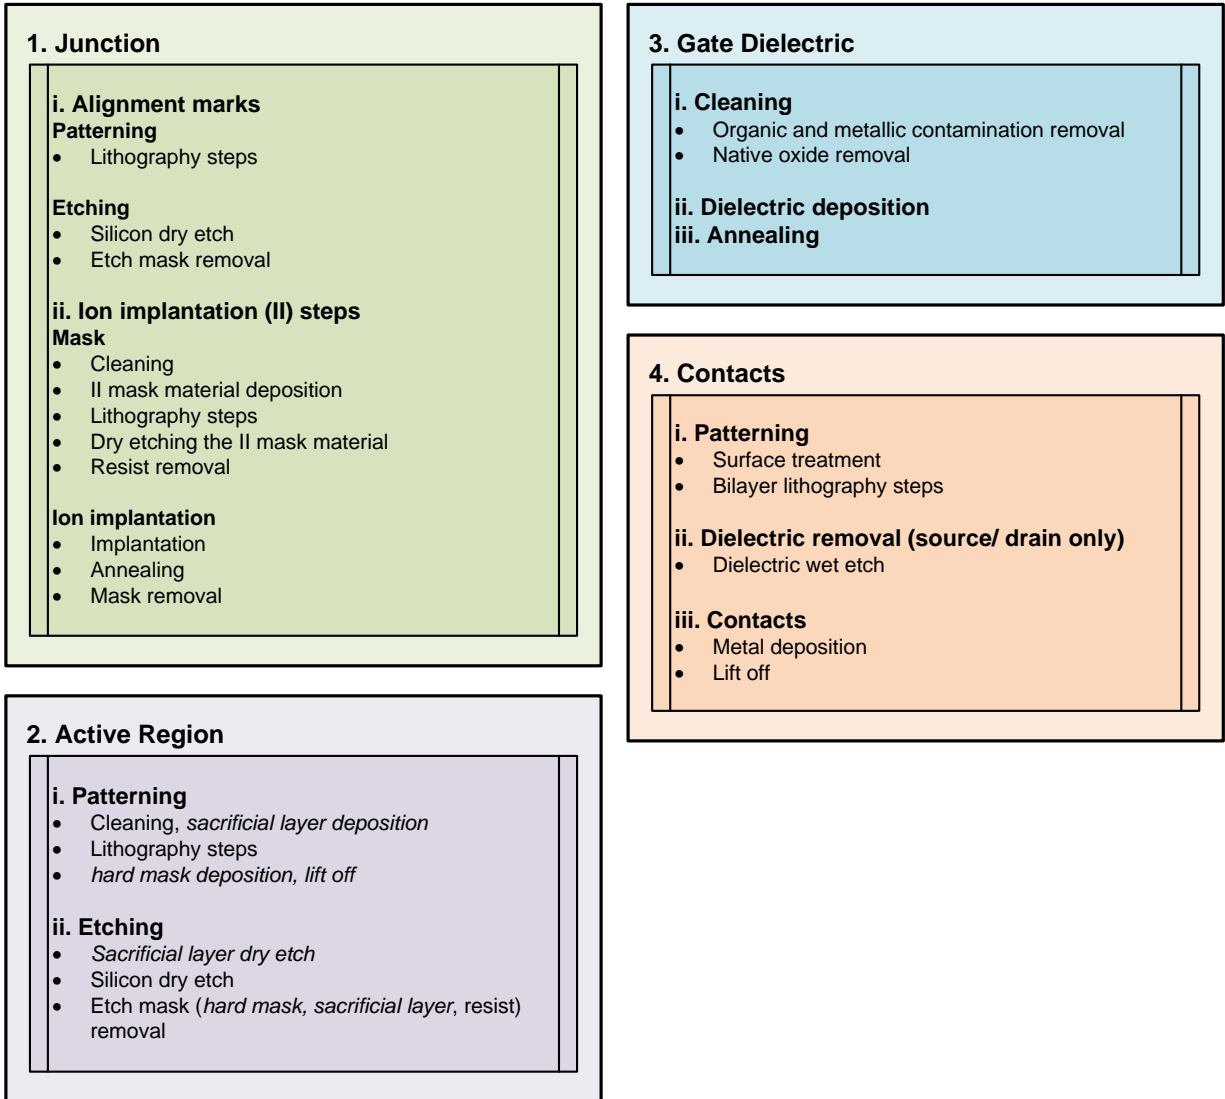 1. Junction
i. Alignment marks
Patterning
• Lithography steps
Etching
• Silicon dry etch
• Etch mask removal
ii. Ion implantation (II) steps
Mask
• Cleaning
• II mask material deposition
• Lithography steps
• Dry etching the II mask material
• Resist removal
Ion implantation
• Implantation
• Annealing
• Mask removal
2. Active Region
i. Patterning
• Cleaning, sacrificial layer deposition
• Lithography steps
• hard mask deposition, lift off
ii. Etching
• Sacrificial layer dry etch
• Silicon dry etch
• Etch mask (hard mask, sacrificial layer, resist)
removal
3. Gate Dielectric
i. Cleaning
• Organic and metallic contamination removal
• Native oxide removal
ii. Dielectric deposition
iii. Annealing
4. Contacts
i. Patterning
• Surface treatment
• Bilayer lithography steps
ii. Dielectric removal (source/ drain only)
• Dielectric wet etch
iii. Contacts
• Metal deposition
• Lift off